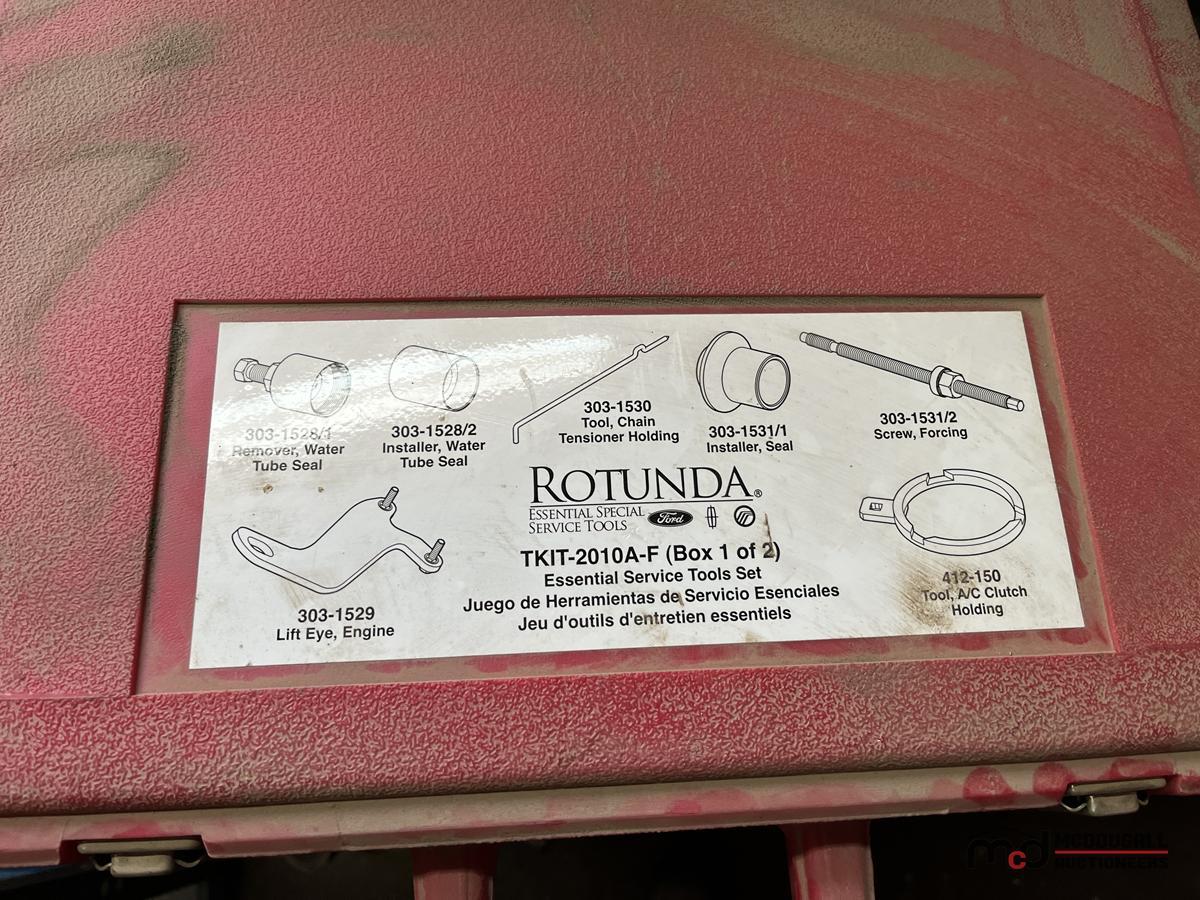 303-1528/1
Remover, Water
Tube Seal
303-1528/2
Installer, Water
Tube Seal
303-1530
Tool, Chain
Tensioner Holding
303-1531/1
Installer, Seal
303-1531/2
Screw, Forcing
ROTUNDA®
ESSENTIAL SPECIAL
SERVICE TOOLS
Ford
TKIT-2010A-F (Box 1 of 2)
Essential Service Tools Set
Juego de Herramientas de Servicio Esenciales
Jeu d'outils d'entretien essentiels
303-1529
Lift Eye, Engine
412-150
Tool, A/C Clutch
Holding
mcd
MCDOUGALL
AUCTIONEERS